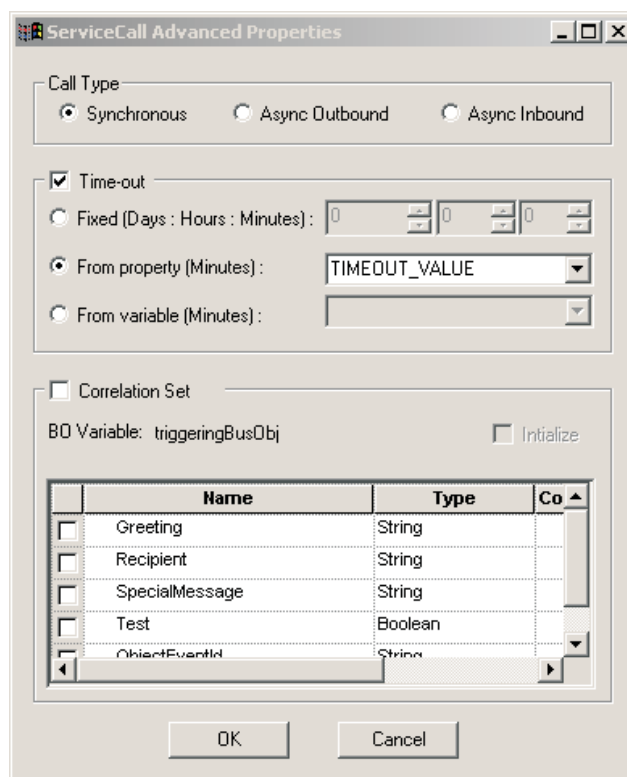 ServiceCall Advanced Properties
Call Type
Synchronous Async Outbound Async Inbound
Time-out
Fixed (Days : Hours : Minutes) : 0 0 0
From property (Minutes) : TIMEOUT_VALUE
From variable (Minutes) :
Correlation Set
BO Variable: triggeringBusObj Intialize
Name Type Co
Greeting String
Recipient String
SpecialMessage String
Test Boolean
ObjectEventId String
OK Cancel